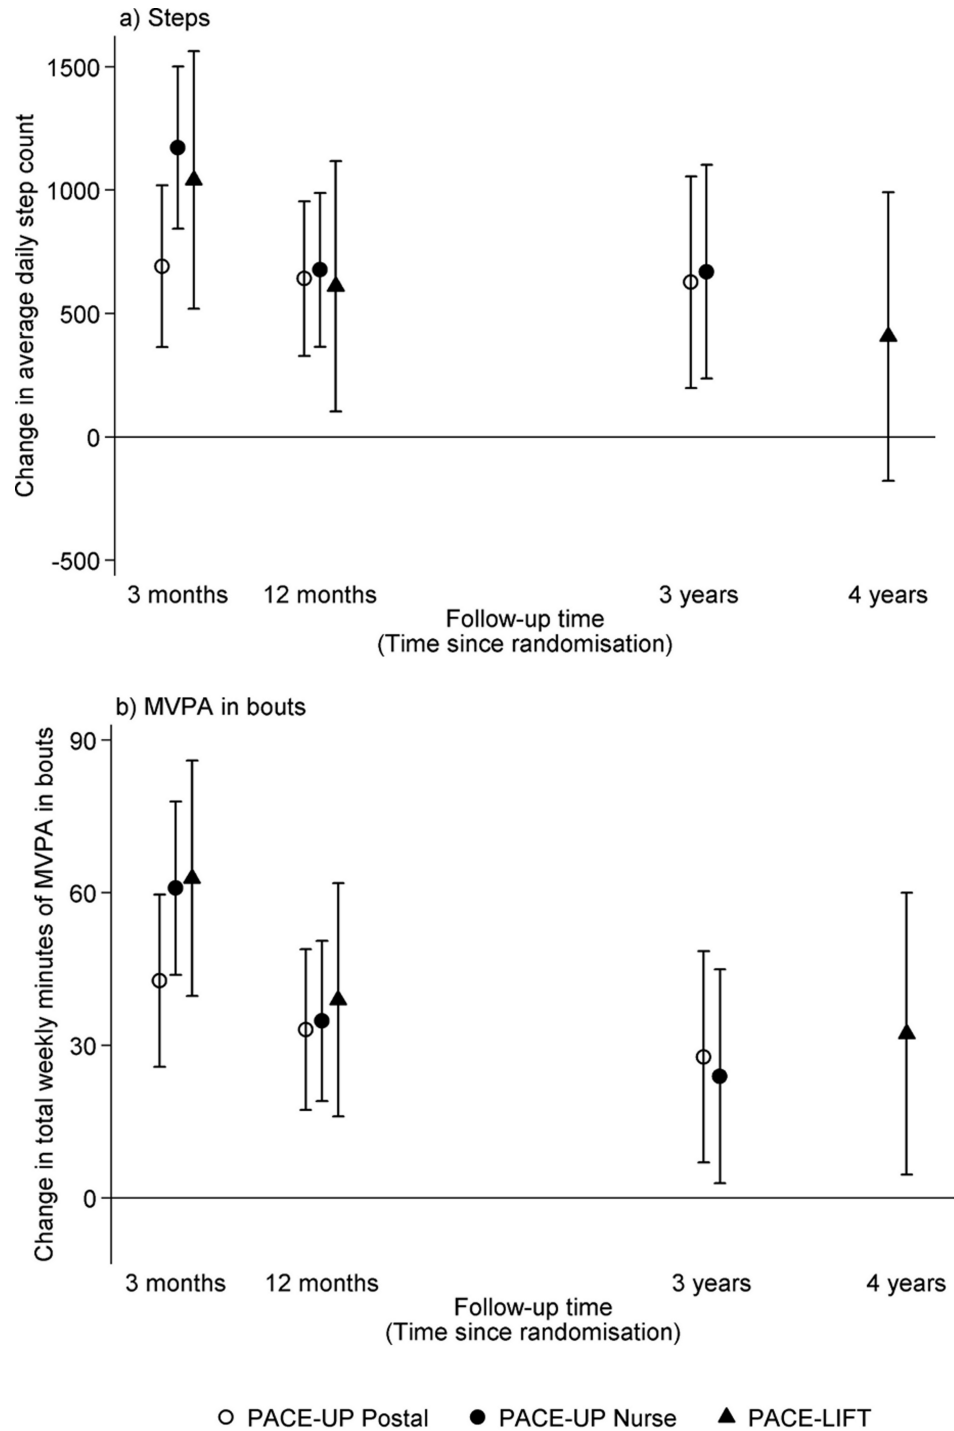 a) Steps
Change in average daily step count
1500
1000
500
0
-500
3 months 12 months 3 years 4 years
Follow-up time
(Time since randomisation)
b) MVPA in bouts
Change in total weekly minutes of MVPA in bouts
90
60
30
0
3 months 12 months 3 years 4 years
Follow-up time
(Time since randomisation)
PACE-UP Postal PACE-UP Nurse PACE-LIFT